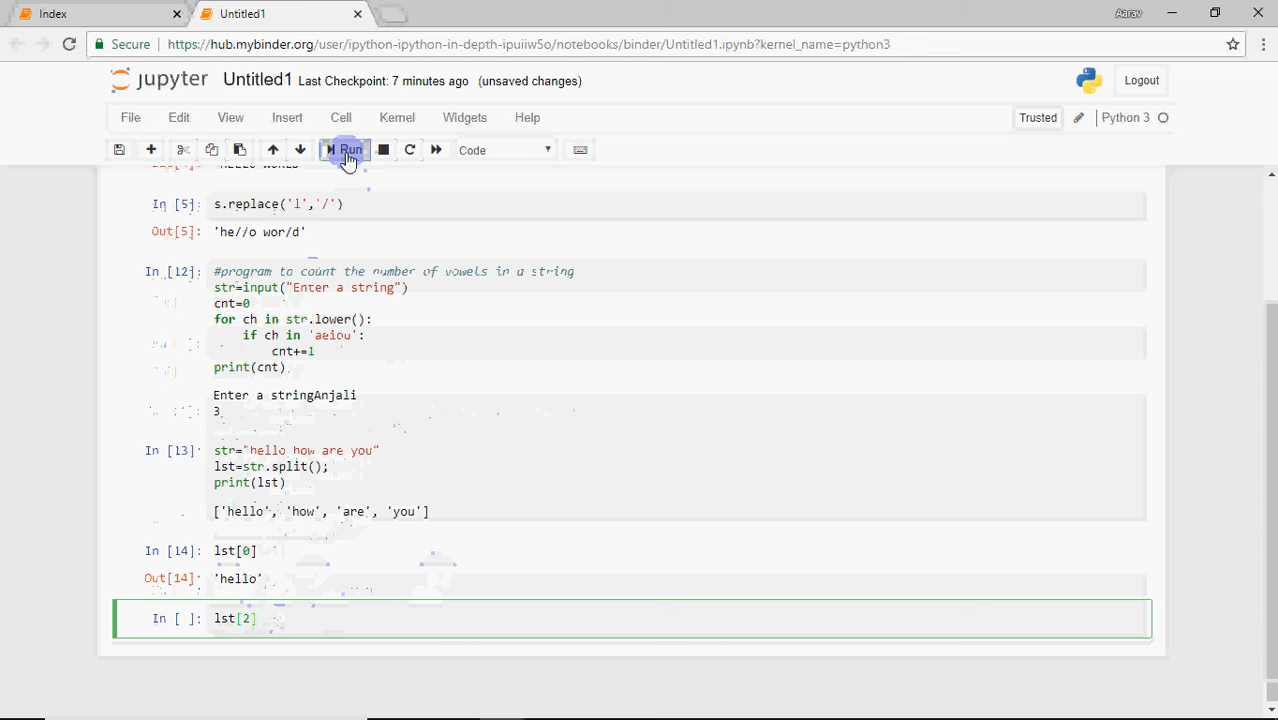 Index
Untitled1
Aarav
Secure https://hub.mybinder.org/user/ipython-ipython-in-depth-ipuiiw5o/notebooks/binder/Untitled1.ipynb?kernel_name=python3
jupyter Untitled1 Last Checkpoint: 7 minutes ago (unsaved changes)
Logout
File Edit View Insert Cell Kernel Widgets Help
Trusted Python 3
Run Code
In [5]: s.replace('l','/')
Out[5]: 'he//o wor/d'
In [12]: #program to count the number of vowels in a string
str=input("Enter a string")
cnt=0
for ch in str.lower():
    if ch in 'aeiou':
        cnt+=1
print(cnt)
Enter a stringAnjali
3
In [13]: str="hello how are you"
lst=str.split();
print(lst)
['hello', 'how', 'are', 'you']
In [14]: lst[0]
Out[14]: 'hello'
In [ ]: lst[2]